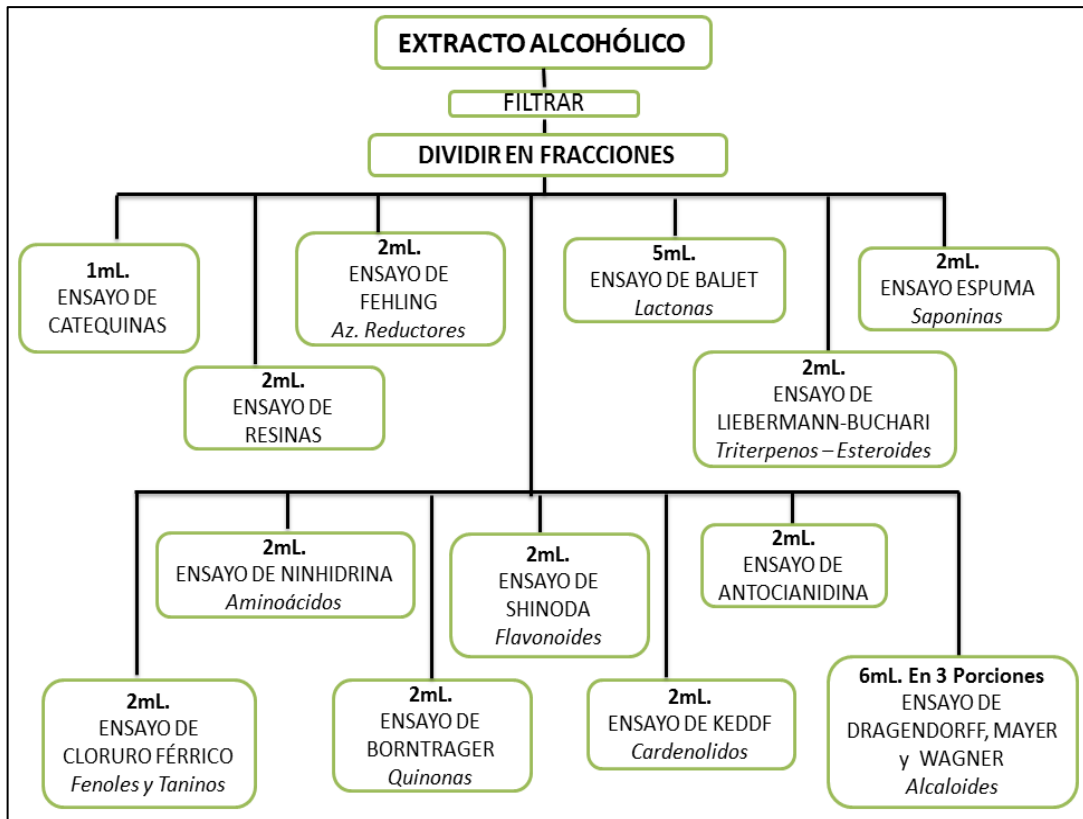 EXTRACTO ALCOHÓLICO
FILTRAR
DIVIDIR EN FRACCIONES
1mL.
ENSAYO DE
CATEQUINAS
2mL.
ENSAYO DE
RESINAS
2mL.
ENSAYO DE
FEHLING
Az. Reductores
5mL.
ENSAYO DE BALJET
Lactonas
2mL.
ENSAYO DE
LIEBERMANN-BUCHARI
Triterpenos – Esteroides
2mL.
ENSAYO ESPUMA
Saponinas
2mL.
ENSAYO DE
CLORURO FÉRRICO
Fenoles y Taninos
2mL.
ENSAYO DE NINHIDRINA
Aminoácidos
2mL.
ENSAYO DE
BORNTRAGER
Quinonas
2mL.
ENSAYO DE
SHINODA
Flavonoides
2mL.
ENSAYO DE KEDDF
Cardenolidos
2mL.
ENSAYO DE
ANTOCIANIDINA
6mL. En 3 Porciones
ENSAYO DE
DRAGENDORFF, MAYER
y WAGNER
Alcaloides